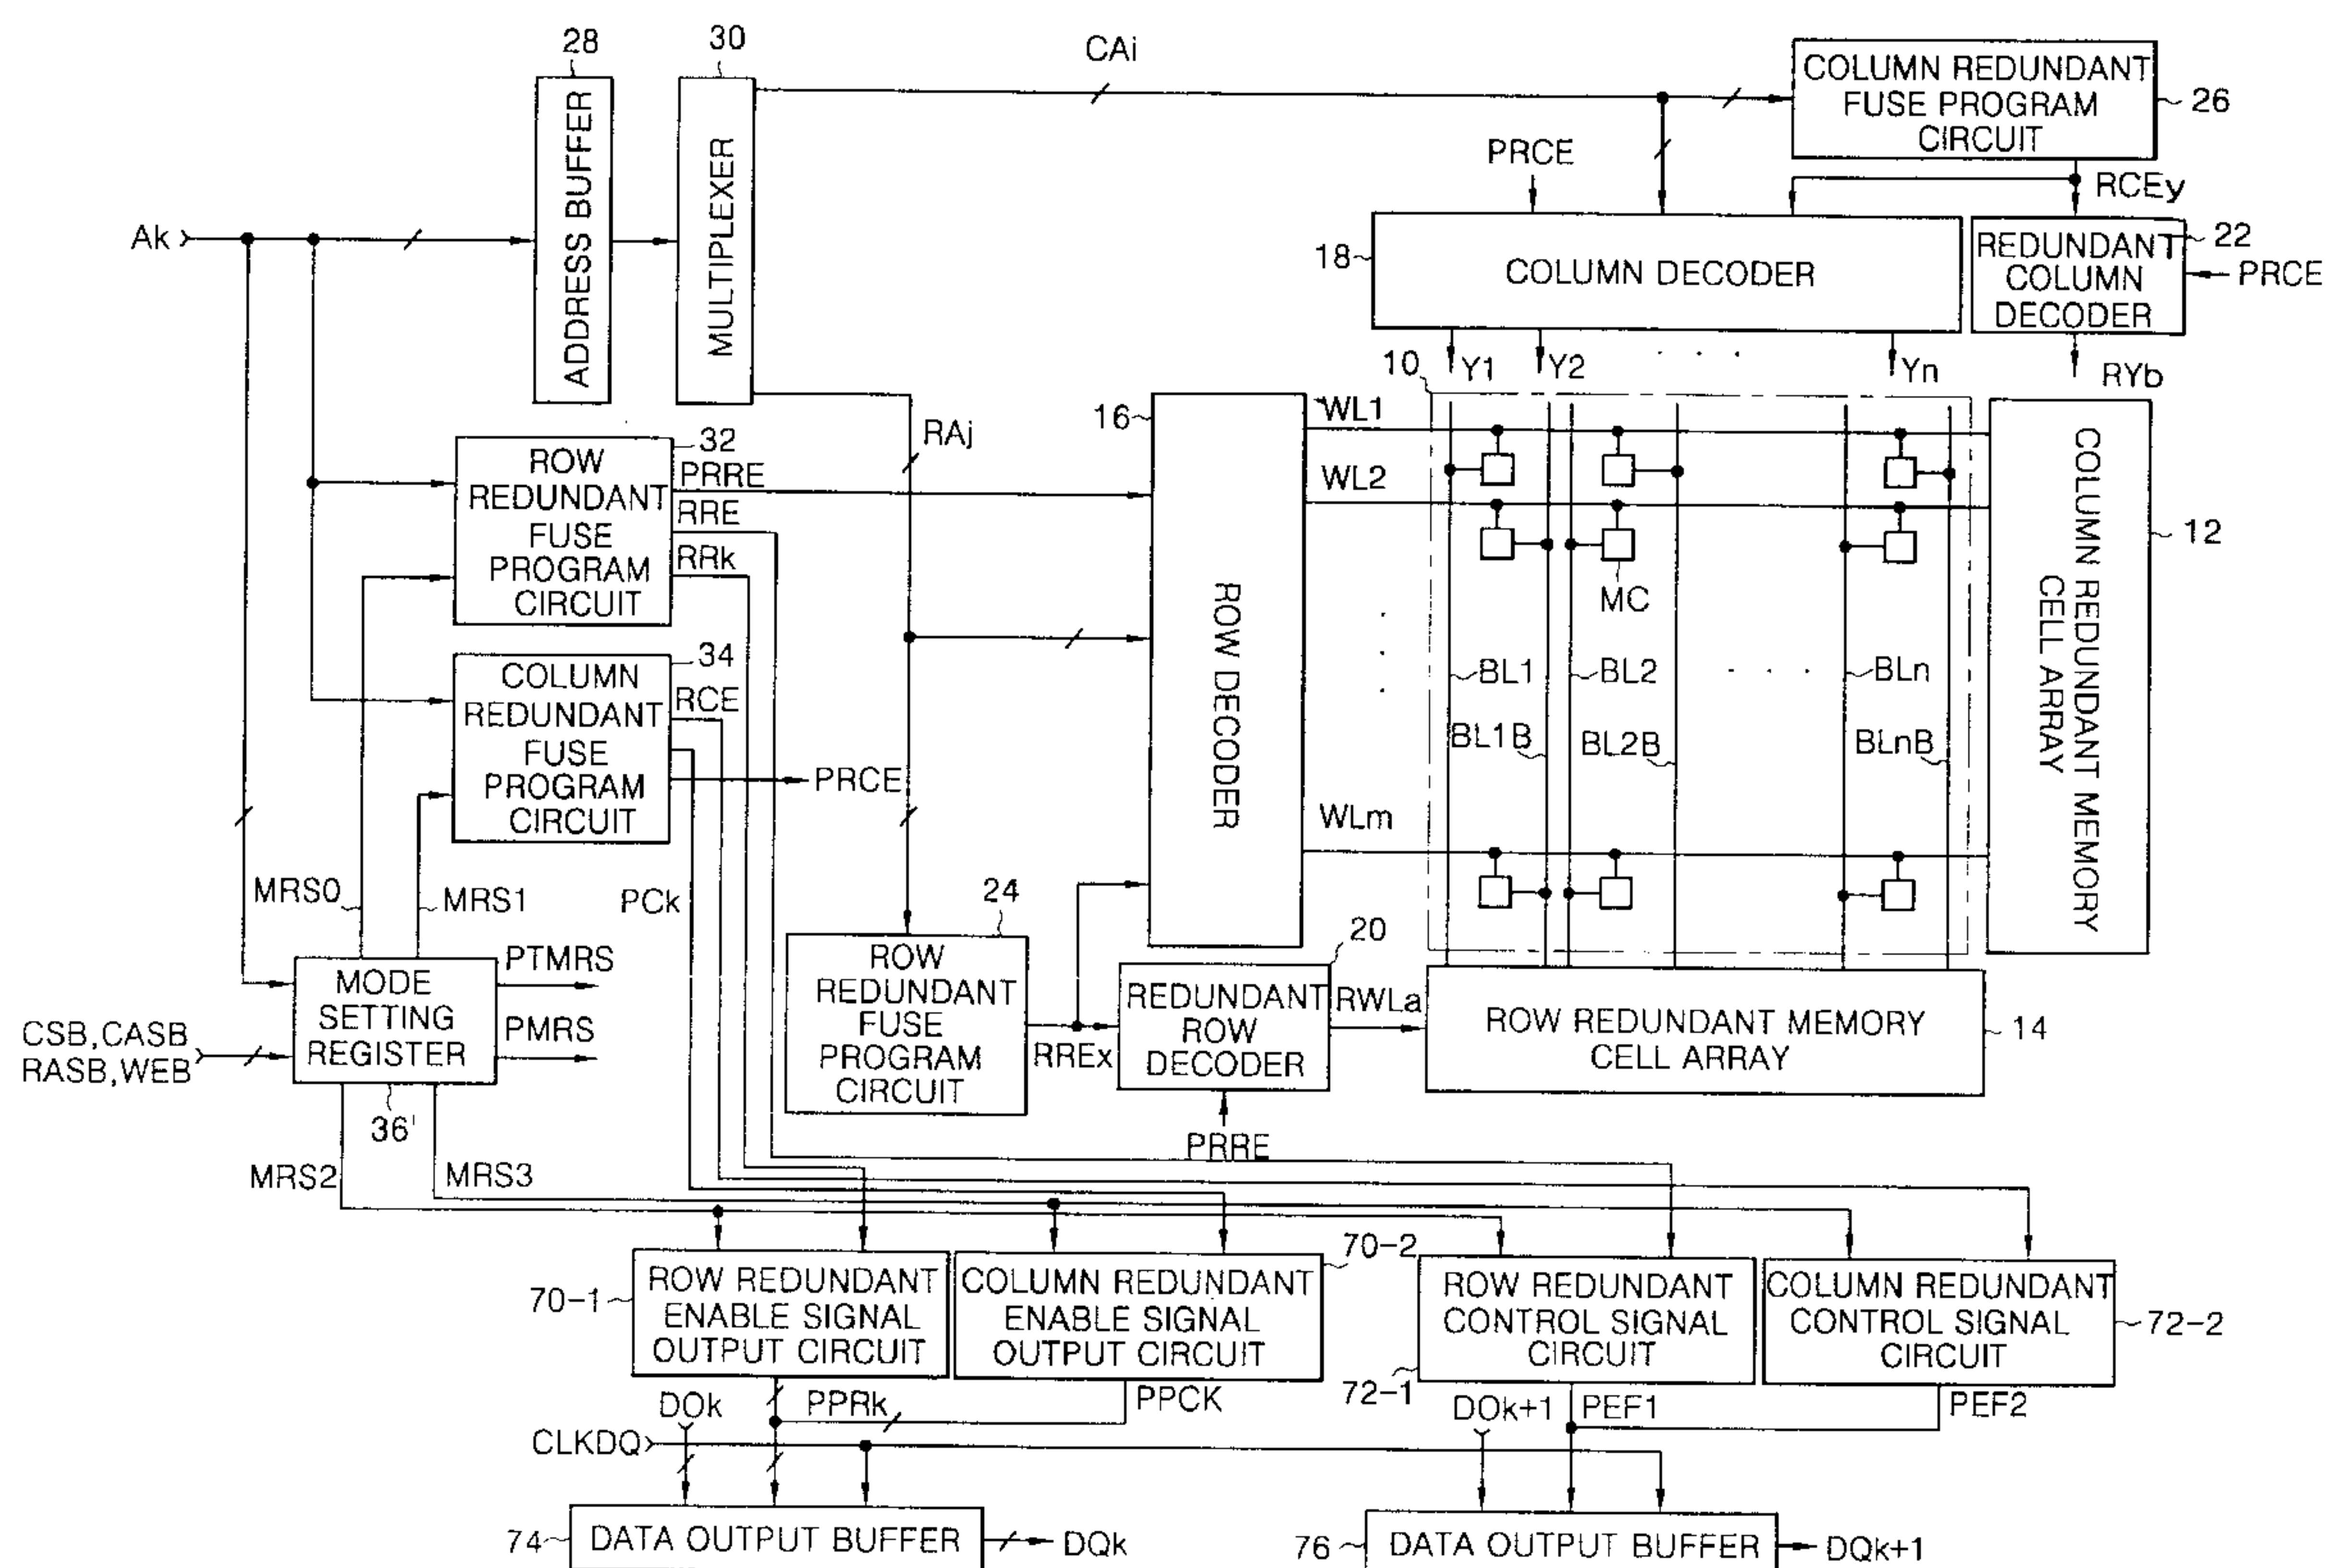 28
30
CAi
COLUMN REDUNDANT
FUSE PROGRAM
CIRCUIT
26
ADDRESS BUFFER
MULTIPLEXER
PRCE
RCEy
Ak
18
COLUMN DECODER
REDUNDANT
COLUMN
DECODER
22
PRCE
10
Y1
Y2
. . .
Yn
RYb
16
WL1
RAj
32
ROW
REDUNDANT
FUSE
PROGRAM
CIRCUIT
PRRE
RRE
RRk
WL2
ROW DECODER
MC
COLUMN REDUNDANT MEMORY
CELL ARRAY
12
34
COLUMN
REDUNDANT
FUSE
PROGRAM
CIRCUIT
RCE
PRCE
BL1
BL2
. . .
BLn
BL1B
BL2B
BLnB
WLm
MRS0
MRS1
PCk
24
20
MODE
SETTING
REGISTER
PTMRS
PMRS
CSB,CASB
RASB,WEB
36'
ROW
REDUNDANT
FUSE
PROGRAM
CIRCUIT
RREx
REDUNDANT
ROW
DECODER
RWLa
ROW REDUNDANT MEMORY
CELL ARRAY
14
PRRE
MRS2
MRS3
70-1
ROW REDUNDANT
ENABLE SIGNAL
OUTPUT CIRCUIT
COLUMN REDUNDANT
ENABLE SIGNAL
OUTPUT CIRCUIT
70-2
ROW REDUNDANT
CONTROL SIGNAL
CIRCUIT
72-1
COLUMN REDUNDANT
CONTROL SIGNAL
CIRCUIT
72-2
DOk
PPRk
PPCK
DOk+1
PEF1
PEF2
CLKDQ
74
DATA OUTPUT BUFFER
DQk
76
DATA OUTPUT BUFFER
DQk+1